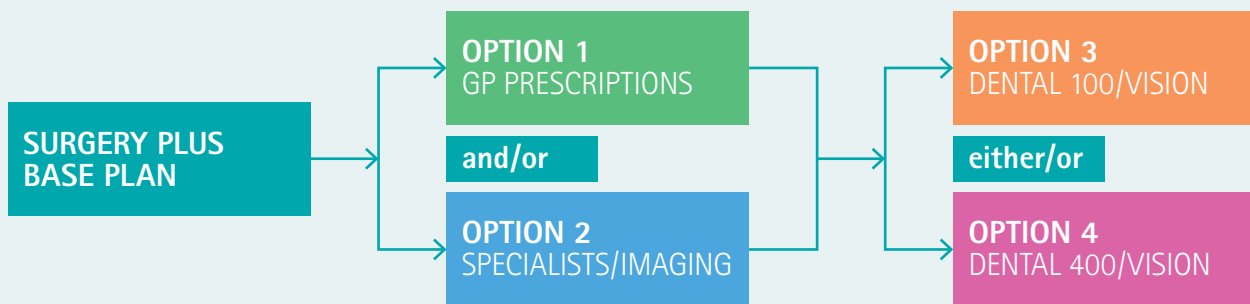 SURGERY PLUS
BASE PLAN
OPTION 1
GP PRESCRIPTIONS
and/or
OPTION 2
SPECIALISTS/IMAGING
OPTION 3
DENTAL 100/VISION
either/or
OPTION 4
DENTAL 400/VISION